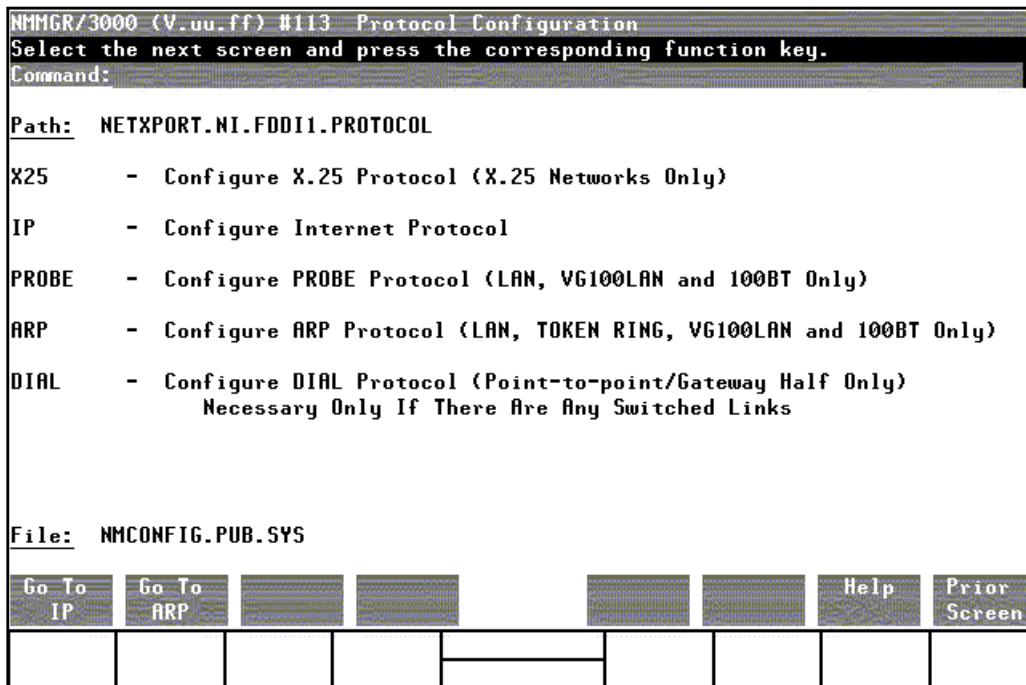 NMMGR/3000 (V.uu.ff) #113 Protocol Configuration
Select the next screen and press the corresponding function key.
Command:
Path: NETXPORT.NI.FDDI1.PROTOCOL
X25 - Configure X.25 Protocol (X.25 Networks Only)
IP - Configure Internet Protocol
PROBE - Configure PROBE Protocol (LAN, VG100LAN and 100BT Only)
ARP - Configure ARP Protocol (LAN, TOKEN RING, VG100LAN and 100BT Only)
DIAL - Configure DIAL Protocol (Point-to-point/Gateway Half Only)
Necessary Only If There Are Any Switched Links
File: NMCONFIG.PUB.SYS
Go To Go To Help Prior
IP ARP Screen